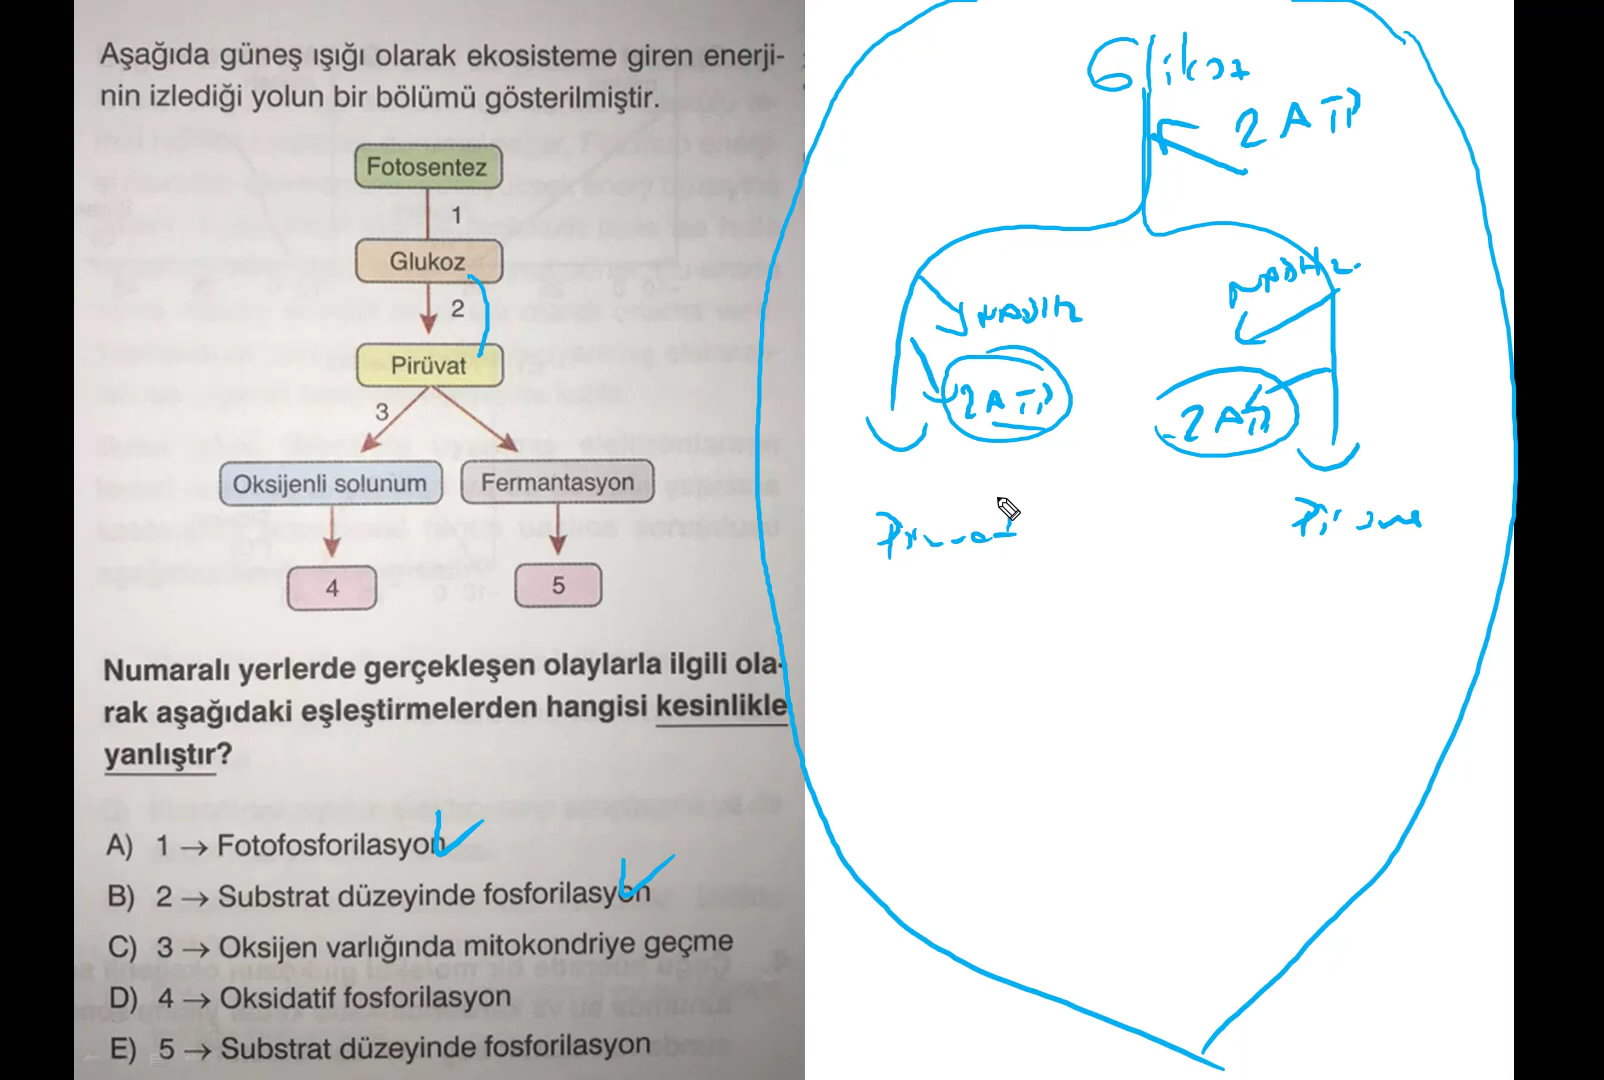 Aşağıda güneş ışığı olarak ekosisteme giren enerji-
nin izlediği yolun bir bölümü gösterilmiştir.
Fotosentez
1
Glukoz
2
Pirüvat
3
Oksijenli solunum
Fermantasyon
4
5
Numaralı yerlerde gerçekleşen olaylarla ilgili ola-
rak aşağıdaki eşleştirmelerden hangisi kesinlikle
yanlıştır?
A) 1 → Fotofosforilasyon
B) 2 → Substrat düzeyinde fosforilasyon
C) 3 → Oksijen varlığında mitokondriye geçme
D) 4 → Oksidatif fosforilasyon
E) 5 → Substrat düzeyinde fosforilasyon
Glikoz
2 ATP
NADH2
NADH2
2 ATP
2 ATP